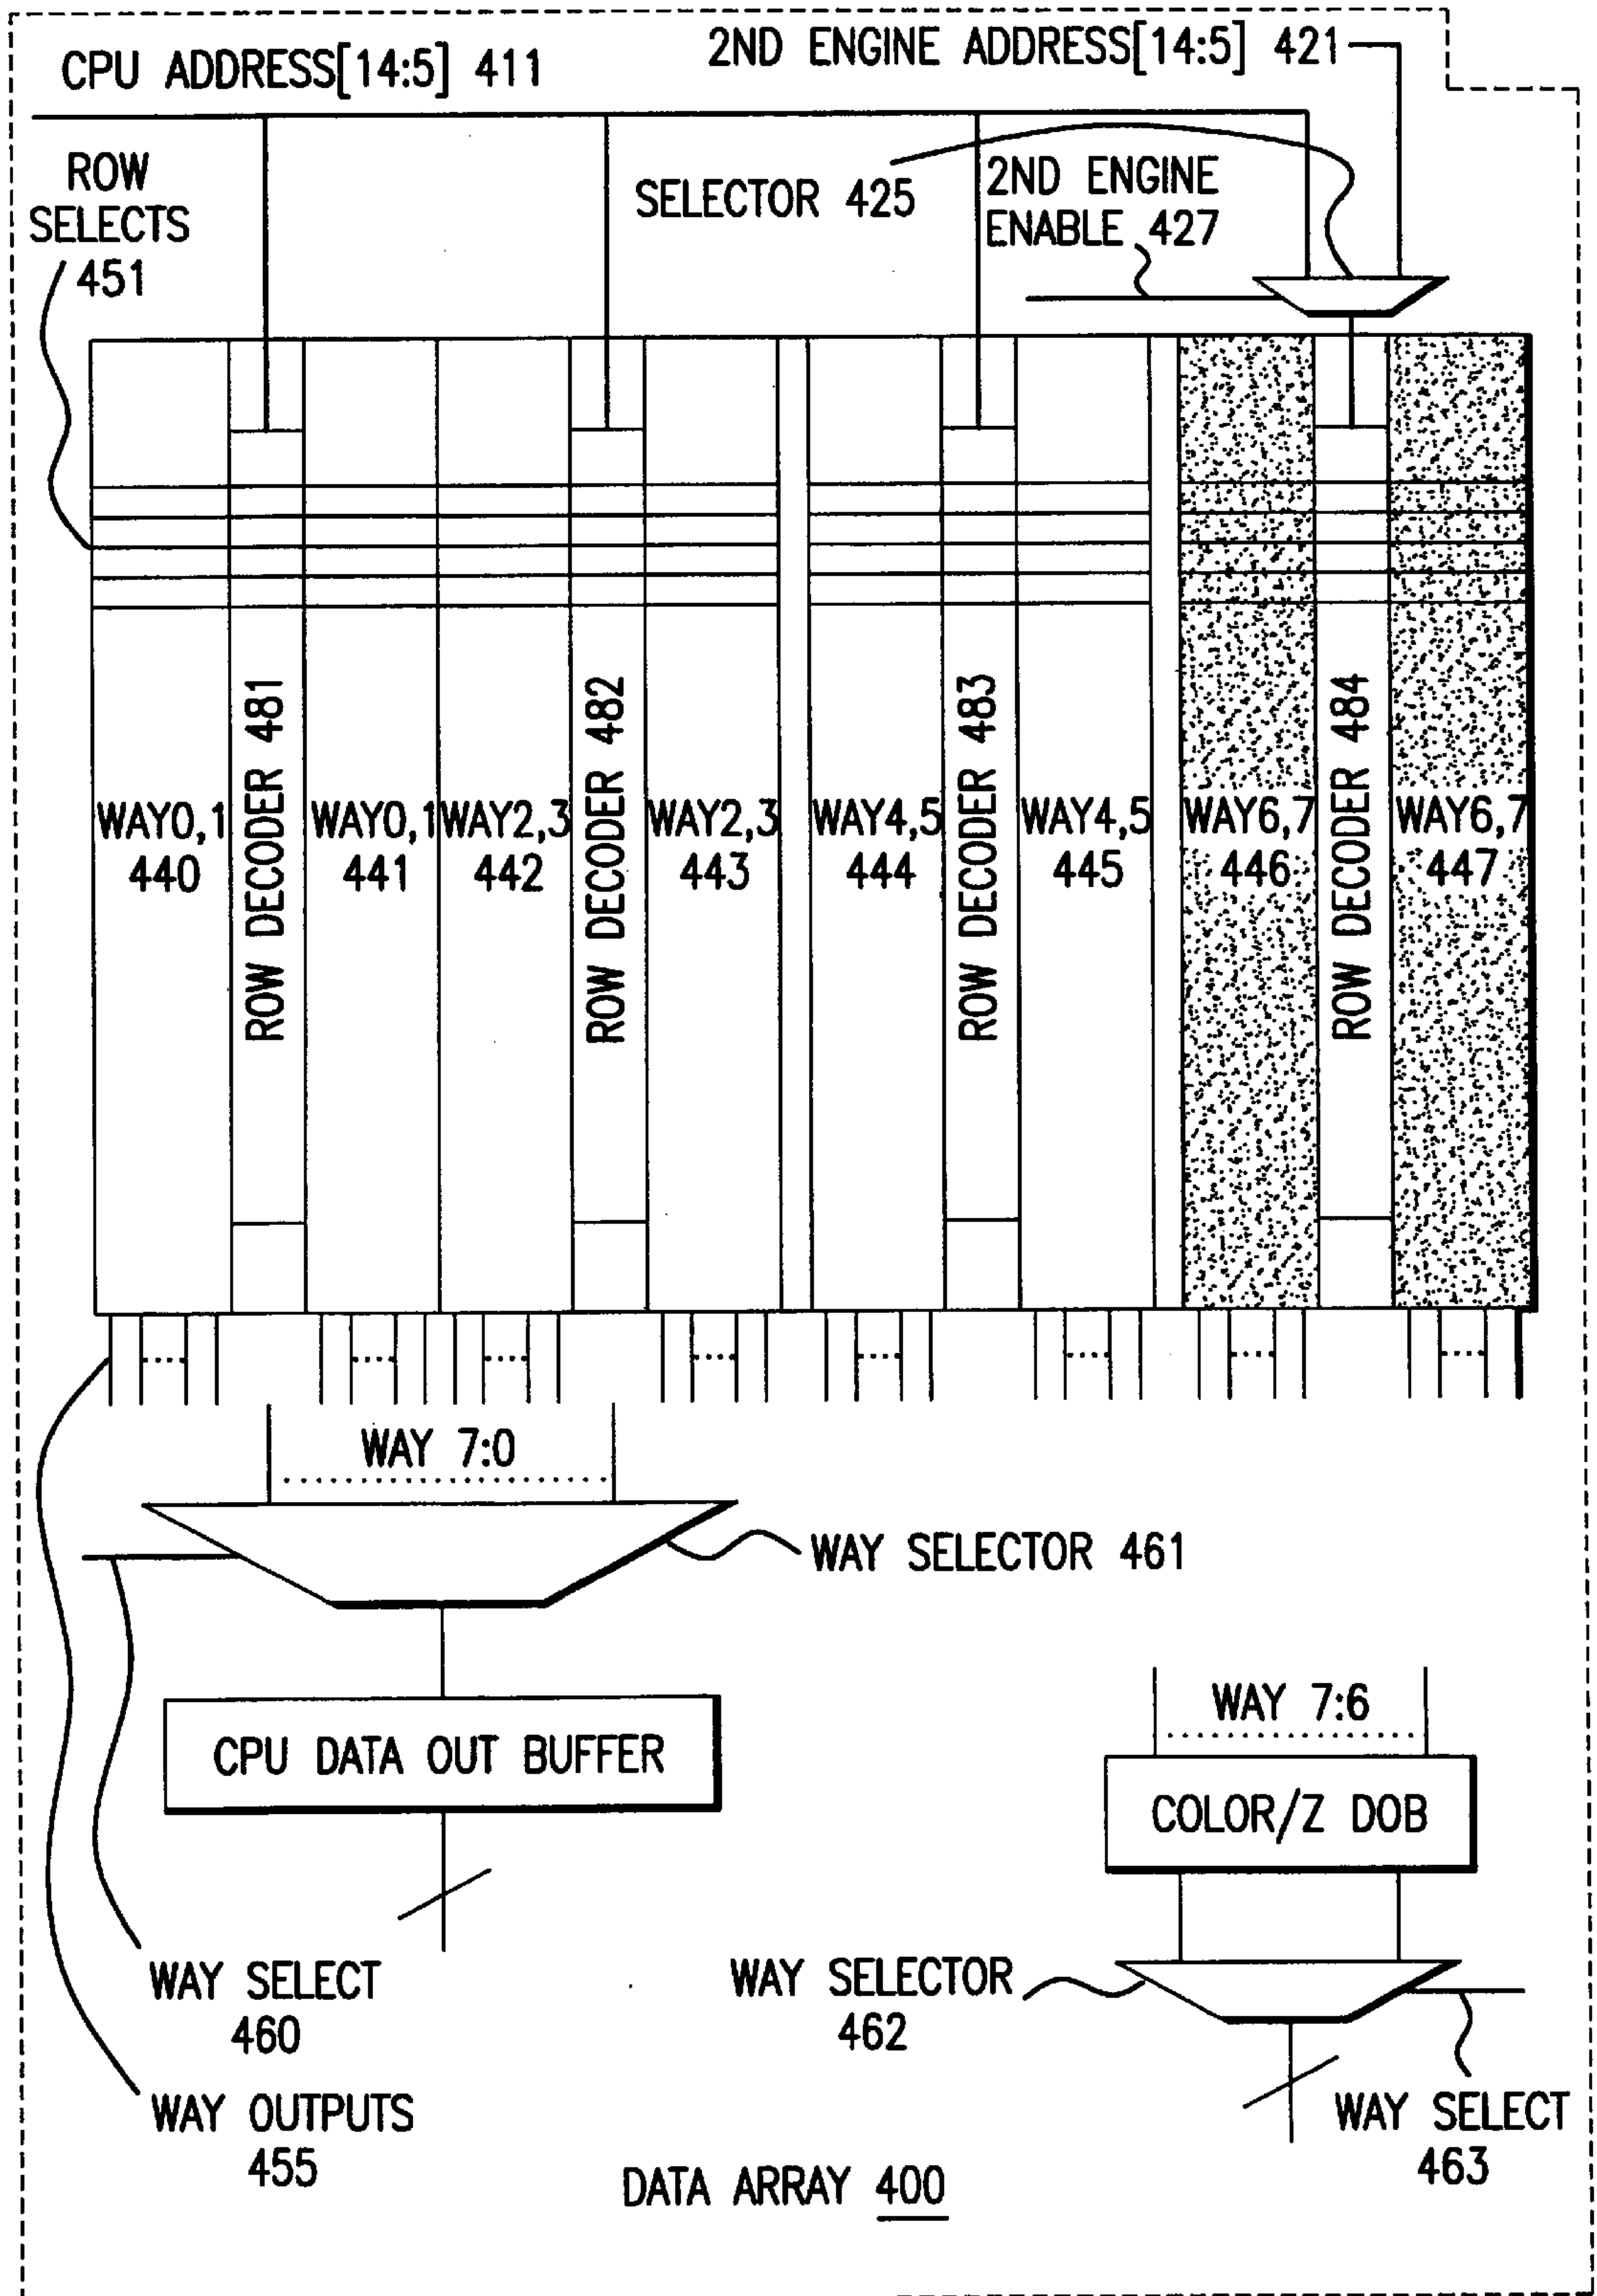 CPU ADDRESS[14:5] 411
2ND ENGINE ADDRESS[14:5] 421
ROW
SELECTS
451
SELECTOR 425
2ND ENGINE
ENABLE 427
WAY0,1
440
ROW DECODER 481
WAY0,1
441
WAY2,3
442
ROW DECODER 482
WAY2,3
443
WAY4,5
444
ROW DECODER 483
WAY4,5
445
WAY6,7
446
ROW DECODER 484
WAY6,7
447
WAY 7:0
WAY SELECTOR 461
CPU DATA OUT BUFFER
WAY 7:6
COLOR/Z DOB
WAY SELECT
460
WAY SELECTOR
462
WAY OUTPUTS
455
WAY SELECT
463
DATA ARRAY 400